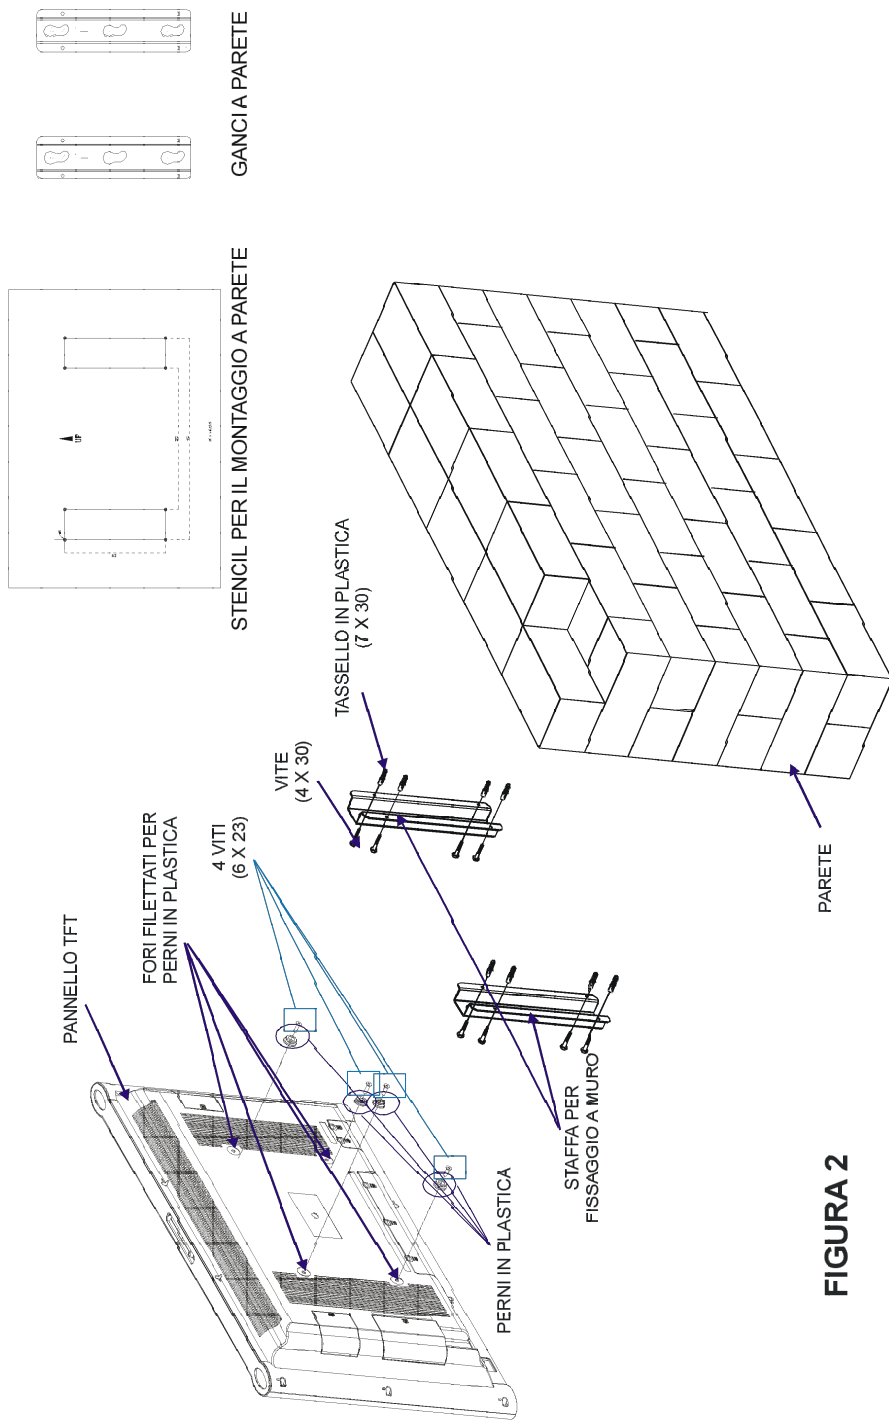 PANNELLO TFT
FORI FILETTATI PER
PERNI IN PLASTICA
4 VITI
(6 X 23)
VITE
(4 X 30)
TASSELLO IN PLASTICA
(7 X 30)
STENCIL PER IL MONTAGGIO A PARETE
UP
GANCI A PARETE
PERNI IN PLASTICA
STAFFA PER
FISSAGGIO A MURO
PARETE
FIGURA 2